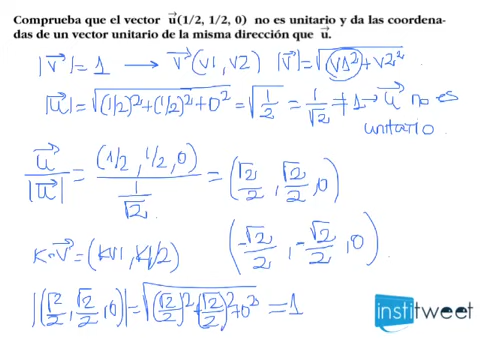 Comprueba que el vector u⃗(1/2, 1/2, 0) no es unitario y da las coordena-
das de un vector unitario de la misma dirección que u⃗.
|v⃗| = 1 → v⃗(v1, v2) |v⃗| = √(v1² + v2²)
|u⃗| = √((1/2)² + (1/2)² + 0²) = √(1/2) = 1/√2 ≠ 1 → u⃗ no es
unitario.
u⃗/|u⃗| = (1/2, 1/2, 0)/(1/√2) = (√2/2, √2/2, 0)
K·v⃗ = (Kv1, Kv2) (-√2/2, -√2/2, 0)
|(√2/2, √2/2, 0)| = √((√2/2)² + (√2/2)² + 0²) = 1
institweet